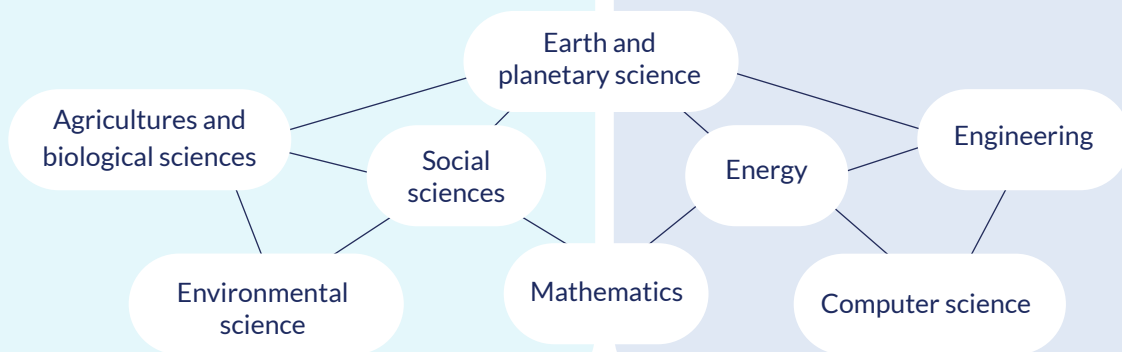 Earth and
planetary science
Agricultures and
biological sciences
Social
sciences
Energy
Engineering
Environmental
science
Mathematics
Computer science